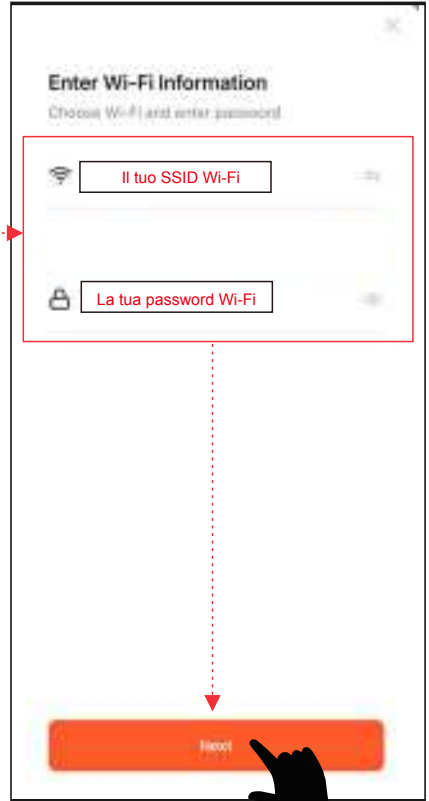 Enter Wi-Fi Information
Choose Wi-Fi and enter password
Il tuo SSID Wi-Fi
La tua password Wi-Fi
Next